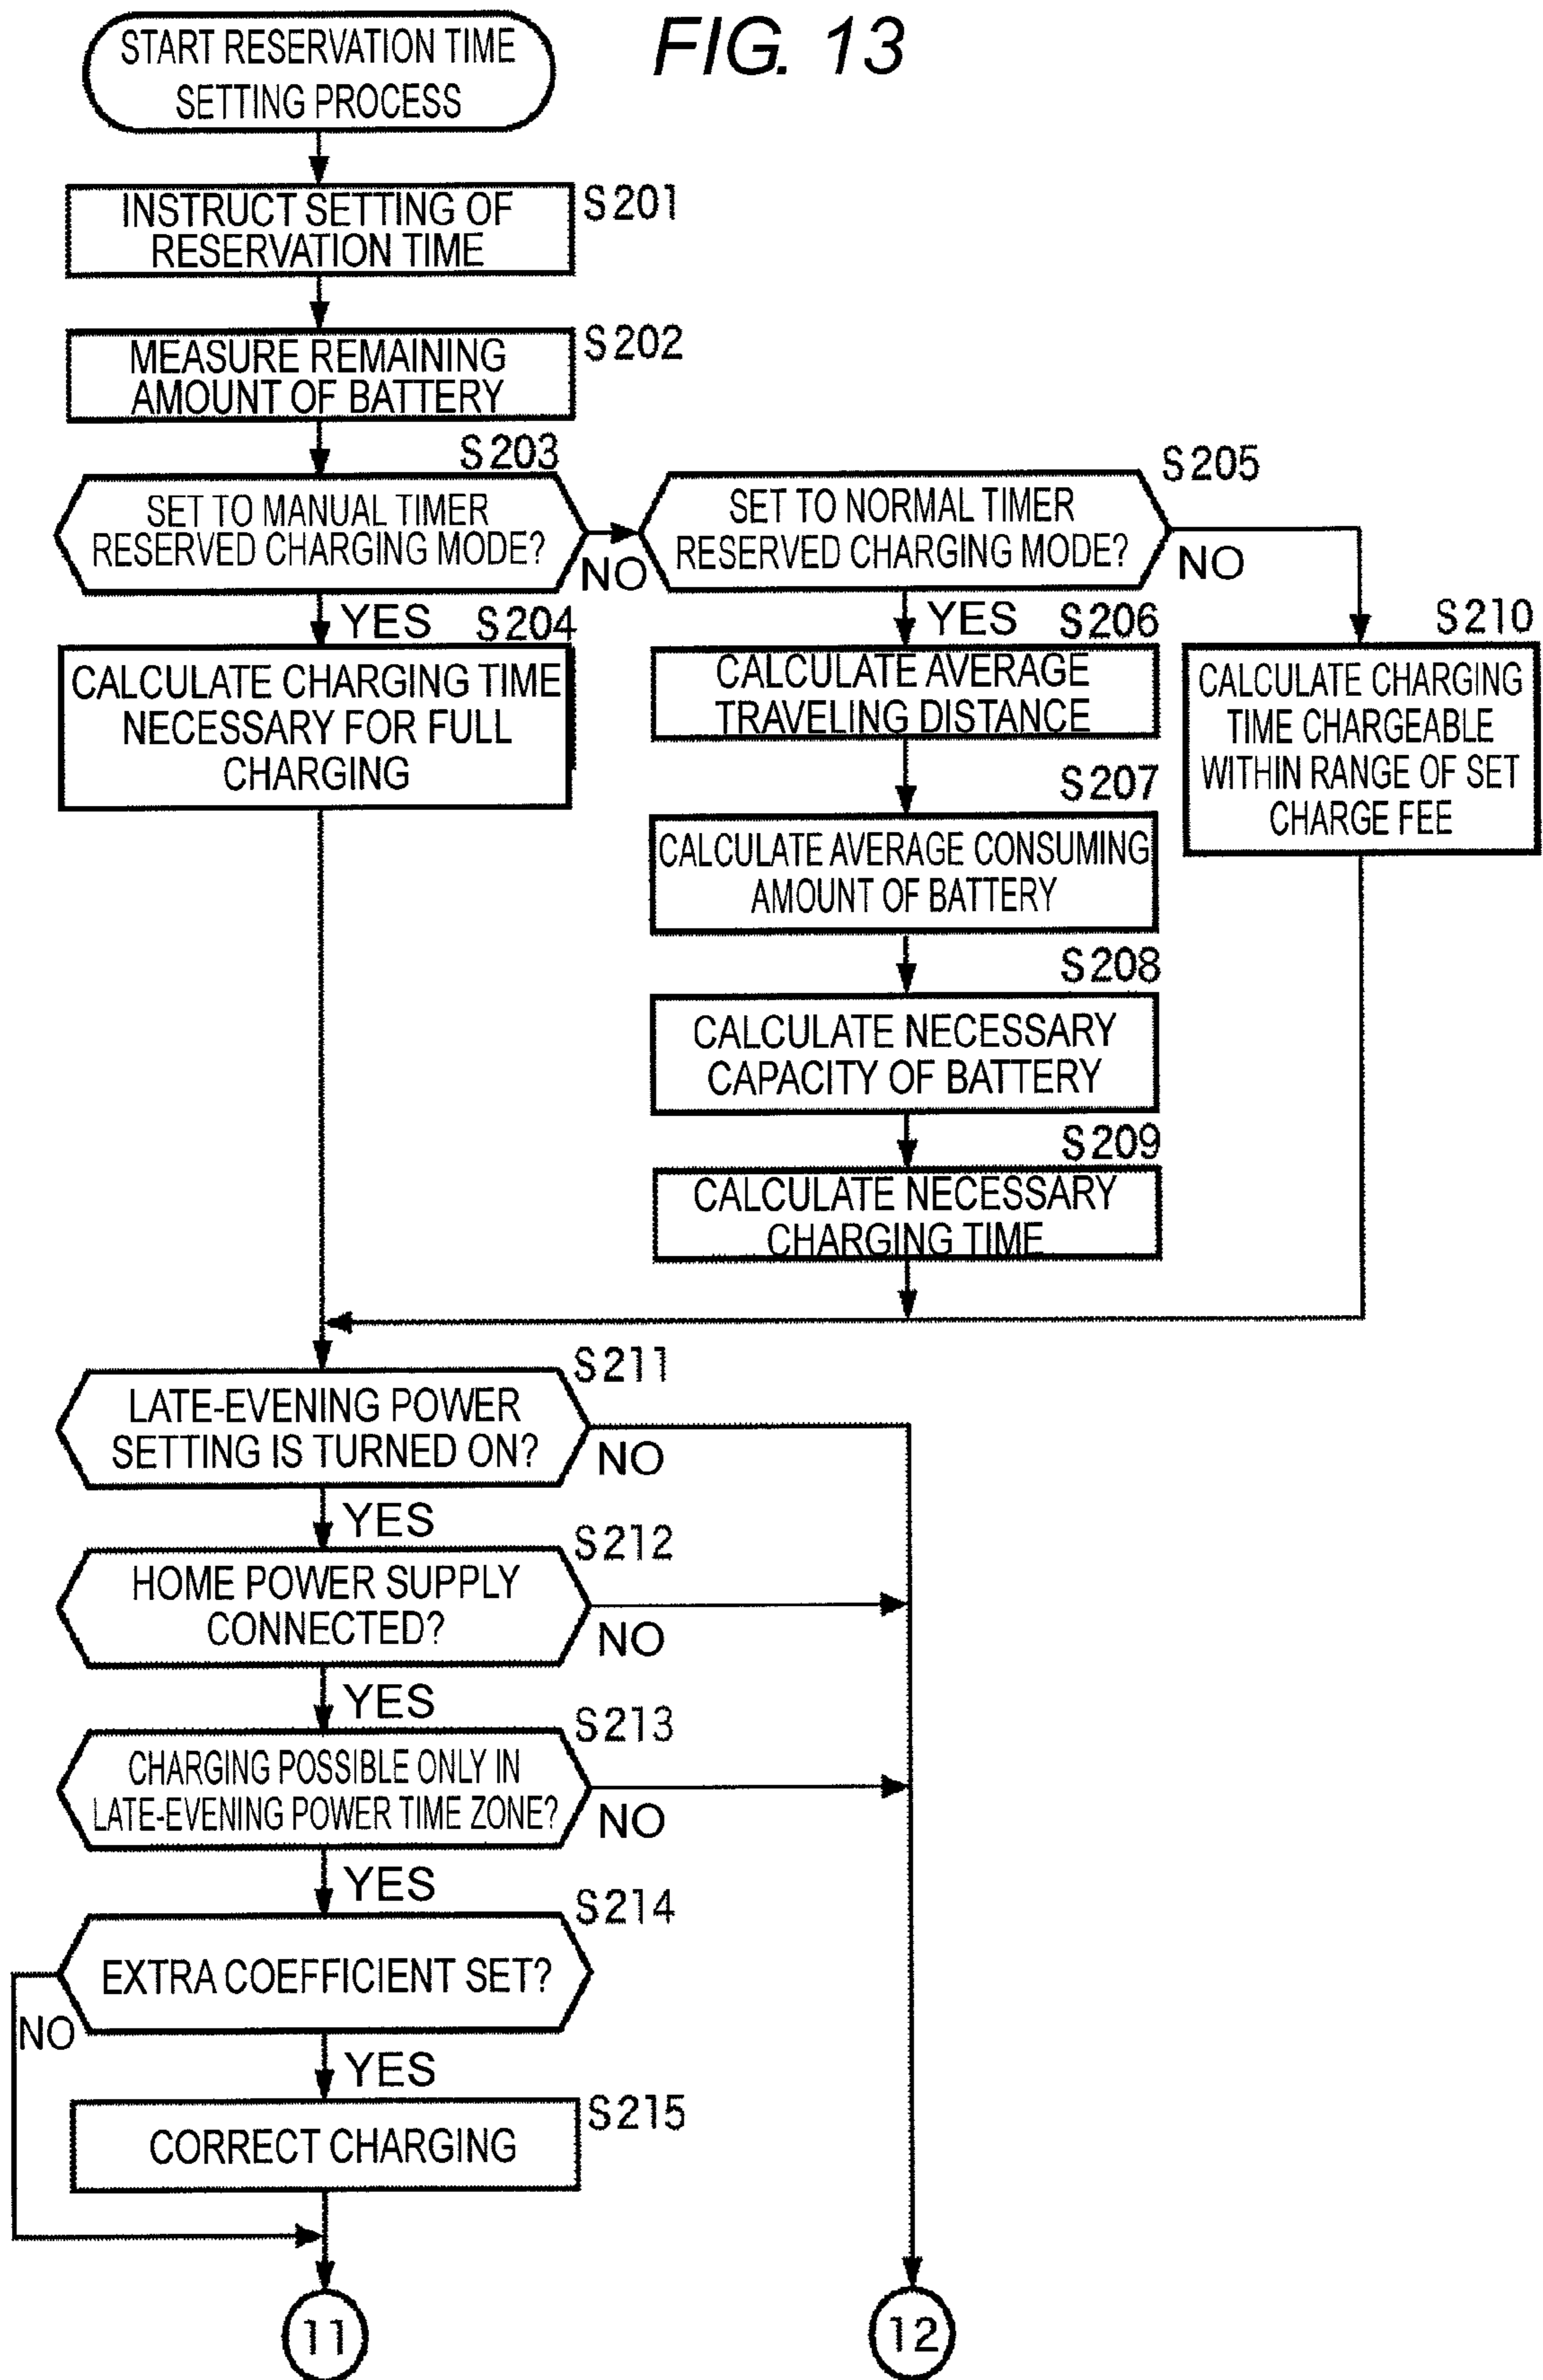 FIG. 13
START RESERVATION TIME
SETTING PROCESS
INSTRUCT SETTING OF
RESERVATION TIME
S201
MEASURE REMAINING
AMOUNT OF BATTERY
S202
SET TO MANUAL TIMER
RESERVED CHARGING MODE?
S203
NO
YES
SET TO NORMAL TIMER
RESERVED CHARGING MODE?
S205
NO
YES
CALCULATE CHARGING TIME
NECESSARY FOR FULL
CHARGING
S204
CALCULATE AVERAGE
TRAVELING DISTANCE
S206
CALCULATE CHARGING
TIME CHARGEABLE
WITHIN RANGE OF SET
CHARGE FEE
S210
CALCULATE AVERAGE CONSUMING
AMOUNT OF BATTERY
S207
CALCULATE NECESSARY
CAPACITY OF BATTERY
S208
CALCULATE NECESSARY
CHARGING TIME
S209
LATE-EVENING POWER
SETTING IS TURNED ON?
S211
NO
YES
HOME POWER SUPPLY
CONNECTED?
S212
NO
YES
CHARGING POSSIBLE ONLY IN
LATE-EVENING POWER TIME ZONE?
S213
NO
YES
EXTRA COEFFICIENT SET?
S214
NO
YES
CORRECT CHARGING
S215
11
12